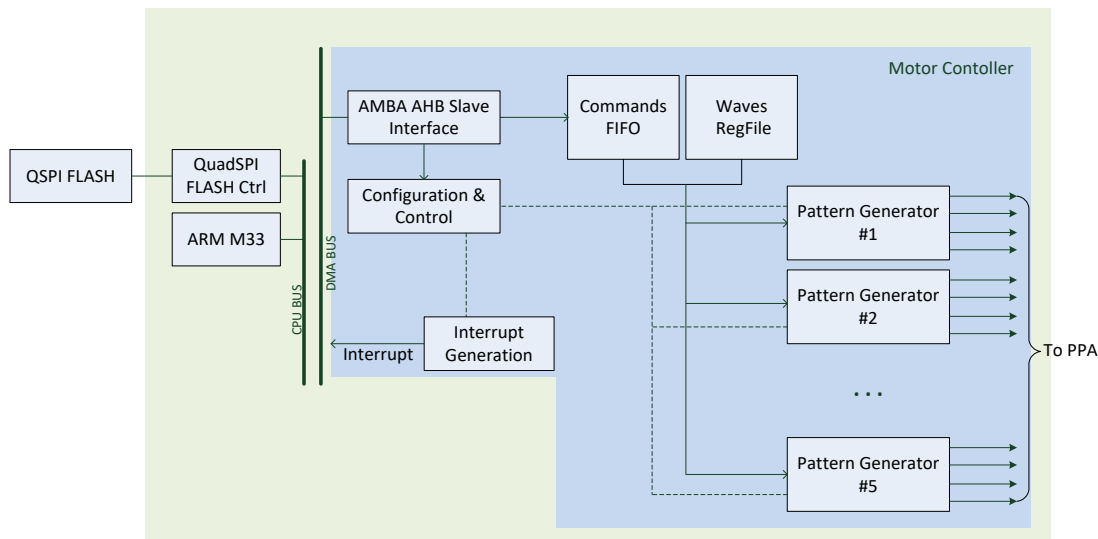 Motor Contoller
AMBA AHB Slave
Interface
Commands
FIFO
Waves
RegFile
QSPI FLASH
QuadSPI
FLASH Ctrl
Configuration &
Control
ARM M33
Pattern Generator
#1
DMA BUS
CPU BUS
Pattern Generator
#2
Interrupt
Interrupt
Generation
To PPA
...
Pattern Generator
#5